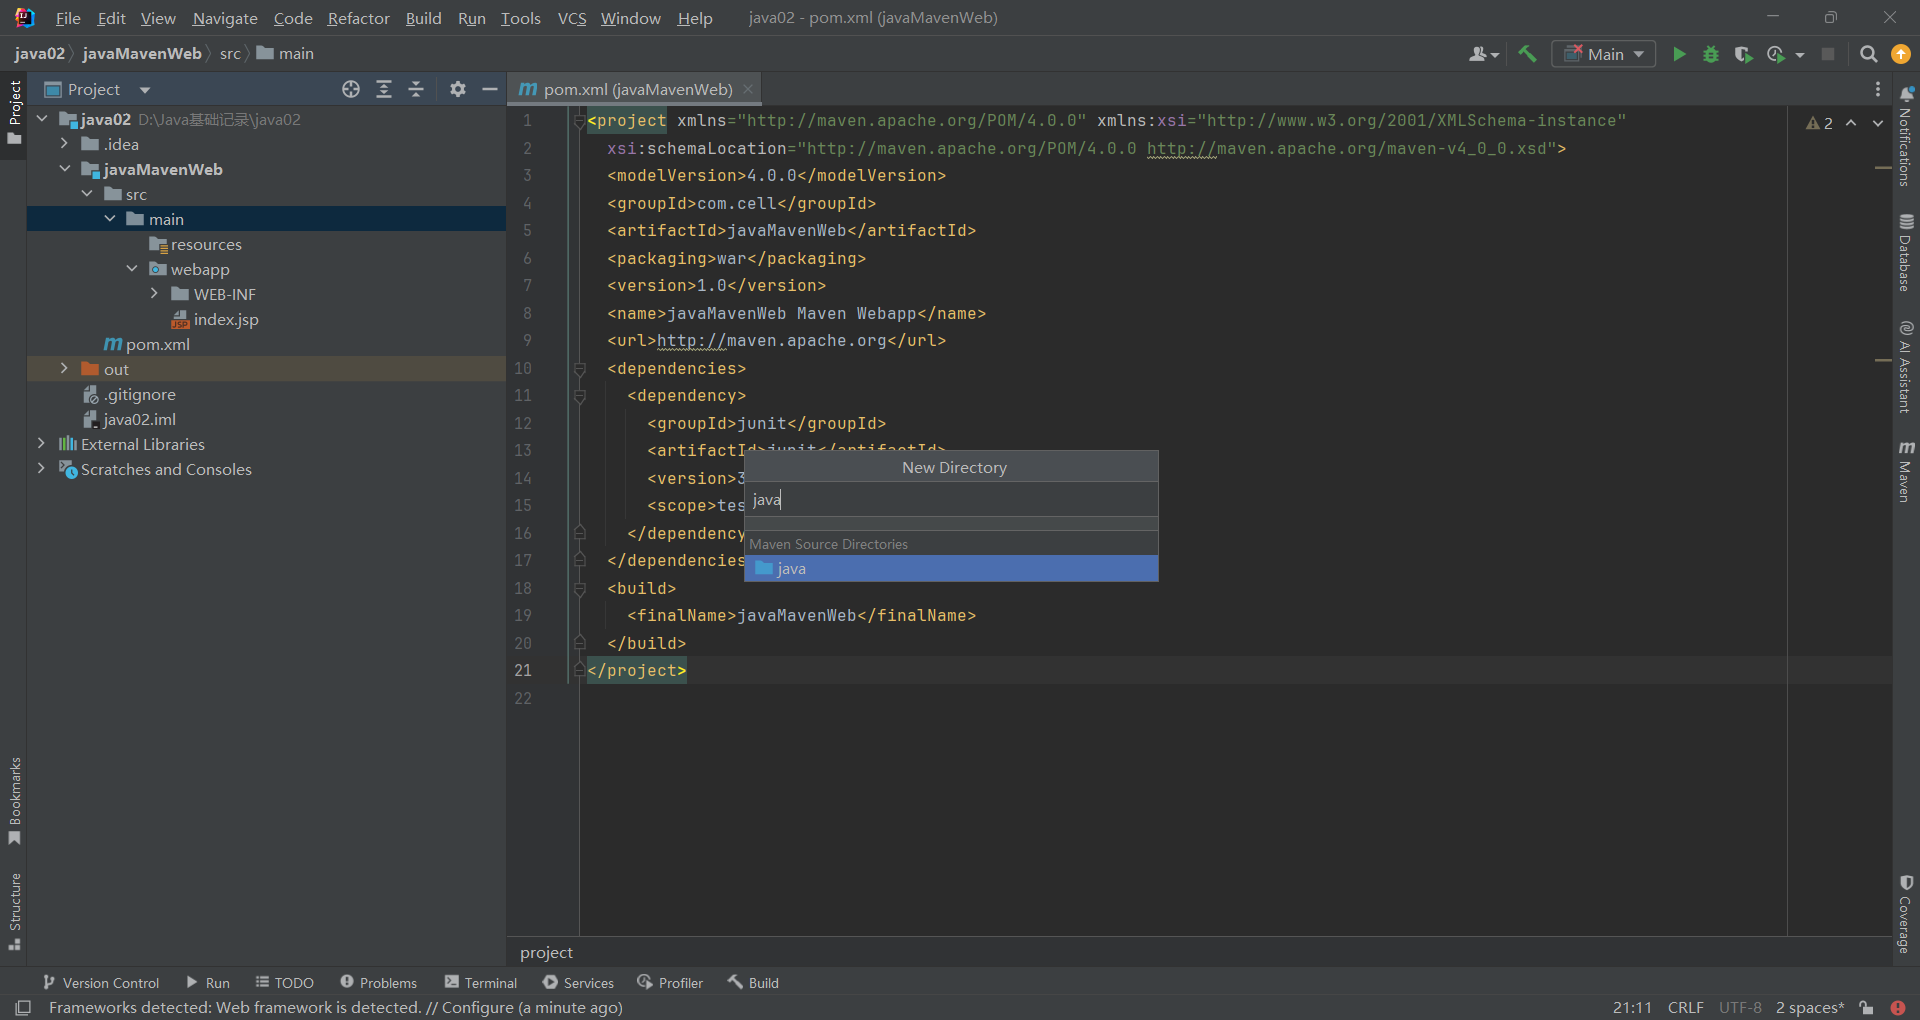 File Edit View Navigate Code Refactor Build Run Tools VCS Window Help java02 - pom.xml (javaMavenWeb)
java02 javaMavenWeb src main
Main
Project
pom.xml (javaMavenWeb)
Project
java02 D:\Java基础记录\java02
.idea
javaMavenWeb
src
main
resources
webapp
WEB-INF
index.jsp
pom.xml
out
.gitignore
java02.iml
External Libraries
Scratches and Consoles
Bookmarks
Structure
1 <project xmlns="http://maven.apache.org/POM/4.0.0" xmlns:xsi="http://www.w3.org/2001/XMLSchema-instance"
2 xsi:schemaLocation="http://maven.apache.org/POM/4.0.0 http://maven.apache.org/maven-v4_0_0.xsd">
3 <modelVersion>4.0.0</modelVersion>
4 <groupId>com.cell</groupId>
5 <artifactId>javaMavenWeb</artifactId>
6 <packaging>war</packaging>
7 <version>1.0</version>
8 <name>javaMavenWeb Maven Webapp</name>
9 <url>http://maven.apache.org</url>
10 <dependencies>
11 <dependency>
12 <groupId>junit</groupId>
13 <artifactId>junit</artifactId>
14 <version>3
15 <scope>tes
16 </dependency
17 </dependencies
18 <build>
19 <finalName>javaMavenWeb</finalName>
20 </build>
21 </project>
22
2
New Directory
java
Maven Source Directories
java
Notifications
Database
AI Assistant
m Maven
Coverage
project
Version Control Run TODO Problems Terminal Services Profiler Build
Frameworks detected: Web framework is detected. // Configure (a minute ago) 21:11 CRLF UTF-8 2 spaces*